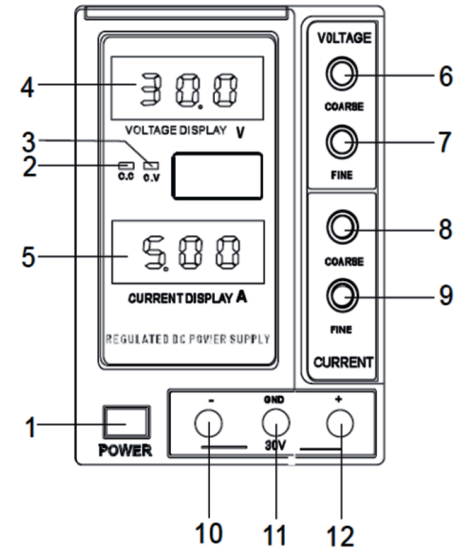 VOLTAGE
4
30.0
6
COARSE
VOLTAGE DISPLAY V
3
7
2
C.C C.V
FINE
8
5
5.00
COARSE
9
CURRENT DISPLAY A
FINE
REGULATED DC POWER SUPPLY
CURRENT
- GND +
1
POWER
30V
10 11 12